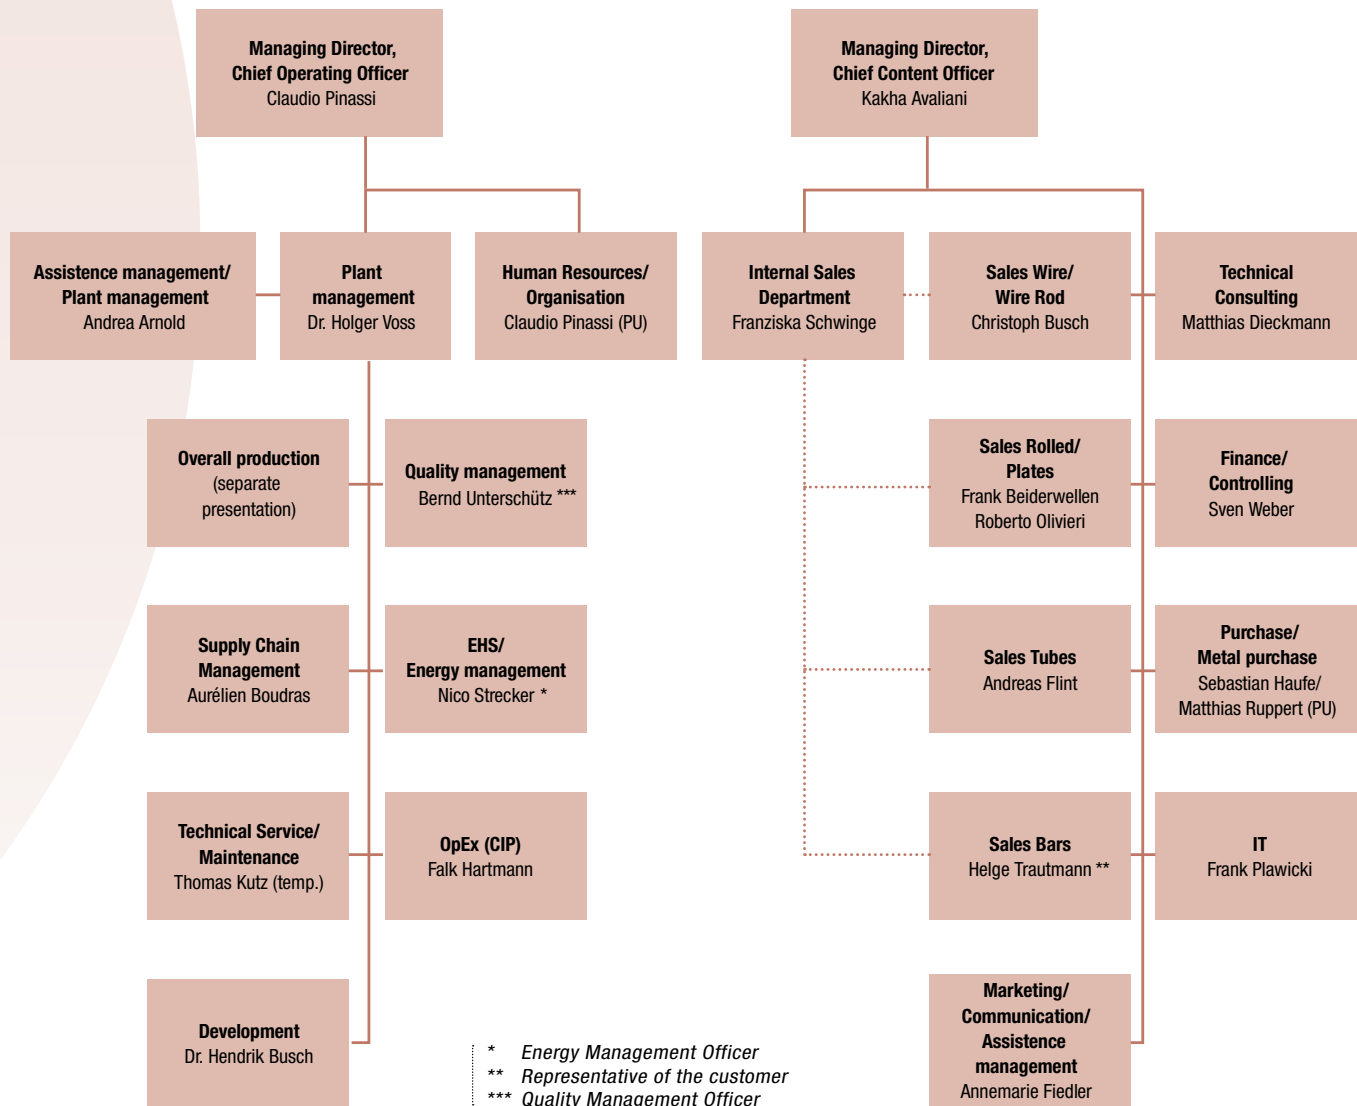 Managing Director,
Chief Operating Officer
Claudio Pinassi
Managing Director,
Chief Content Officer
Kakha Avaliani
Assistence management/
Plant management
Andrea Arnold
Plant
management
Dr. Holger Voss
Human Resources/
Organisation
Claudio Pinassi (PU)
Internal Sales
Department
Franziska Schwinge
Sales Wire/
Wire Rod
Christoph Busch
Technical
Consulting
Matthias Dieckmann
Overall production
(separate
presentation)
Quality management
Bernd Unterschütz ***
Sales Rolled/
Plates
Frank Beiderwellen
Roberto Olivieri
Finance/
Controlling
Sven Weber
Supply Chain
Management
Aurélien Boudras
EHS/
Energy management
Nico Strecker *
Sales Tubes
Andreas Flint
Purchase/
Metal purchase
Sebastian Haufe/
Matthias Ruppert (PU)
Technical Service/
Maintenance
Thomas Kutz (temp.)
OpEx (CIP)
Falk Hartmann
Sales Bars
Helge Trautmann **
IT
Frank Plawicki
Development
Dr. Hendrik Busch
Marketing/
Communication/
Assistence
management
Annemarie Fiedler
* Energy Management Officer
** Representative of the customer
*** Quality Management Officer